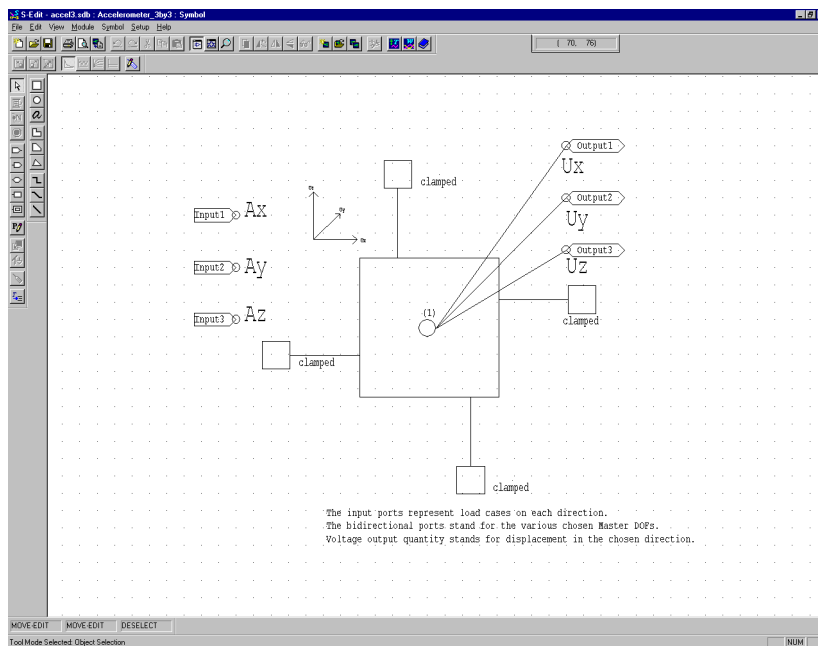 S-Edit - accel3.sdb : Accelerometer_3by3 : Symbol
File Edit View Module Symbol Setup Help
( 70, 76)
Output1
Ux
clamped
Output2
Uy
Input1 Ax
Output3
Uz
Input2 Ay
clamped
(1)
Input3 Az
clamped
clamped
The input ports represent load cases on each direction.
The bidirectional ports stand for the various chosen Master DOFs.
Voltage output quantity stands for displacement in the chosen direction.
MOVE-EDIT MOVE-EDIT DESELECT
Tool Mode Selected: Object Selection NUM